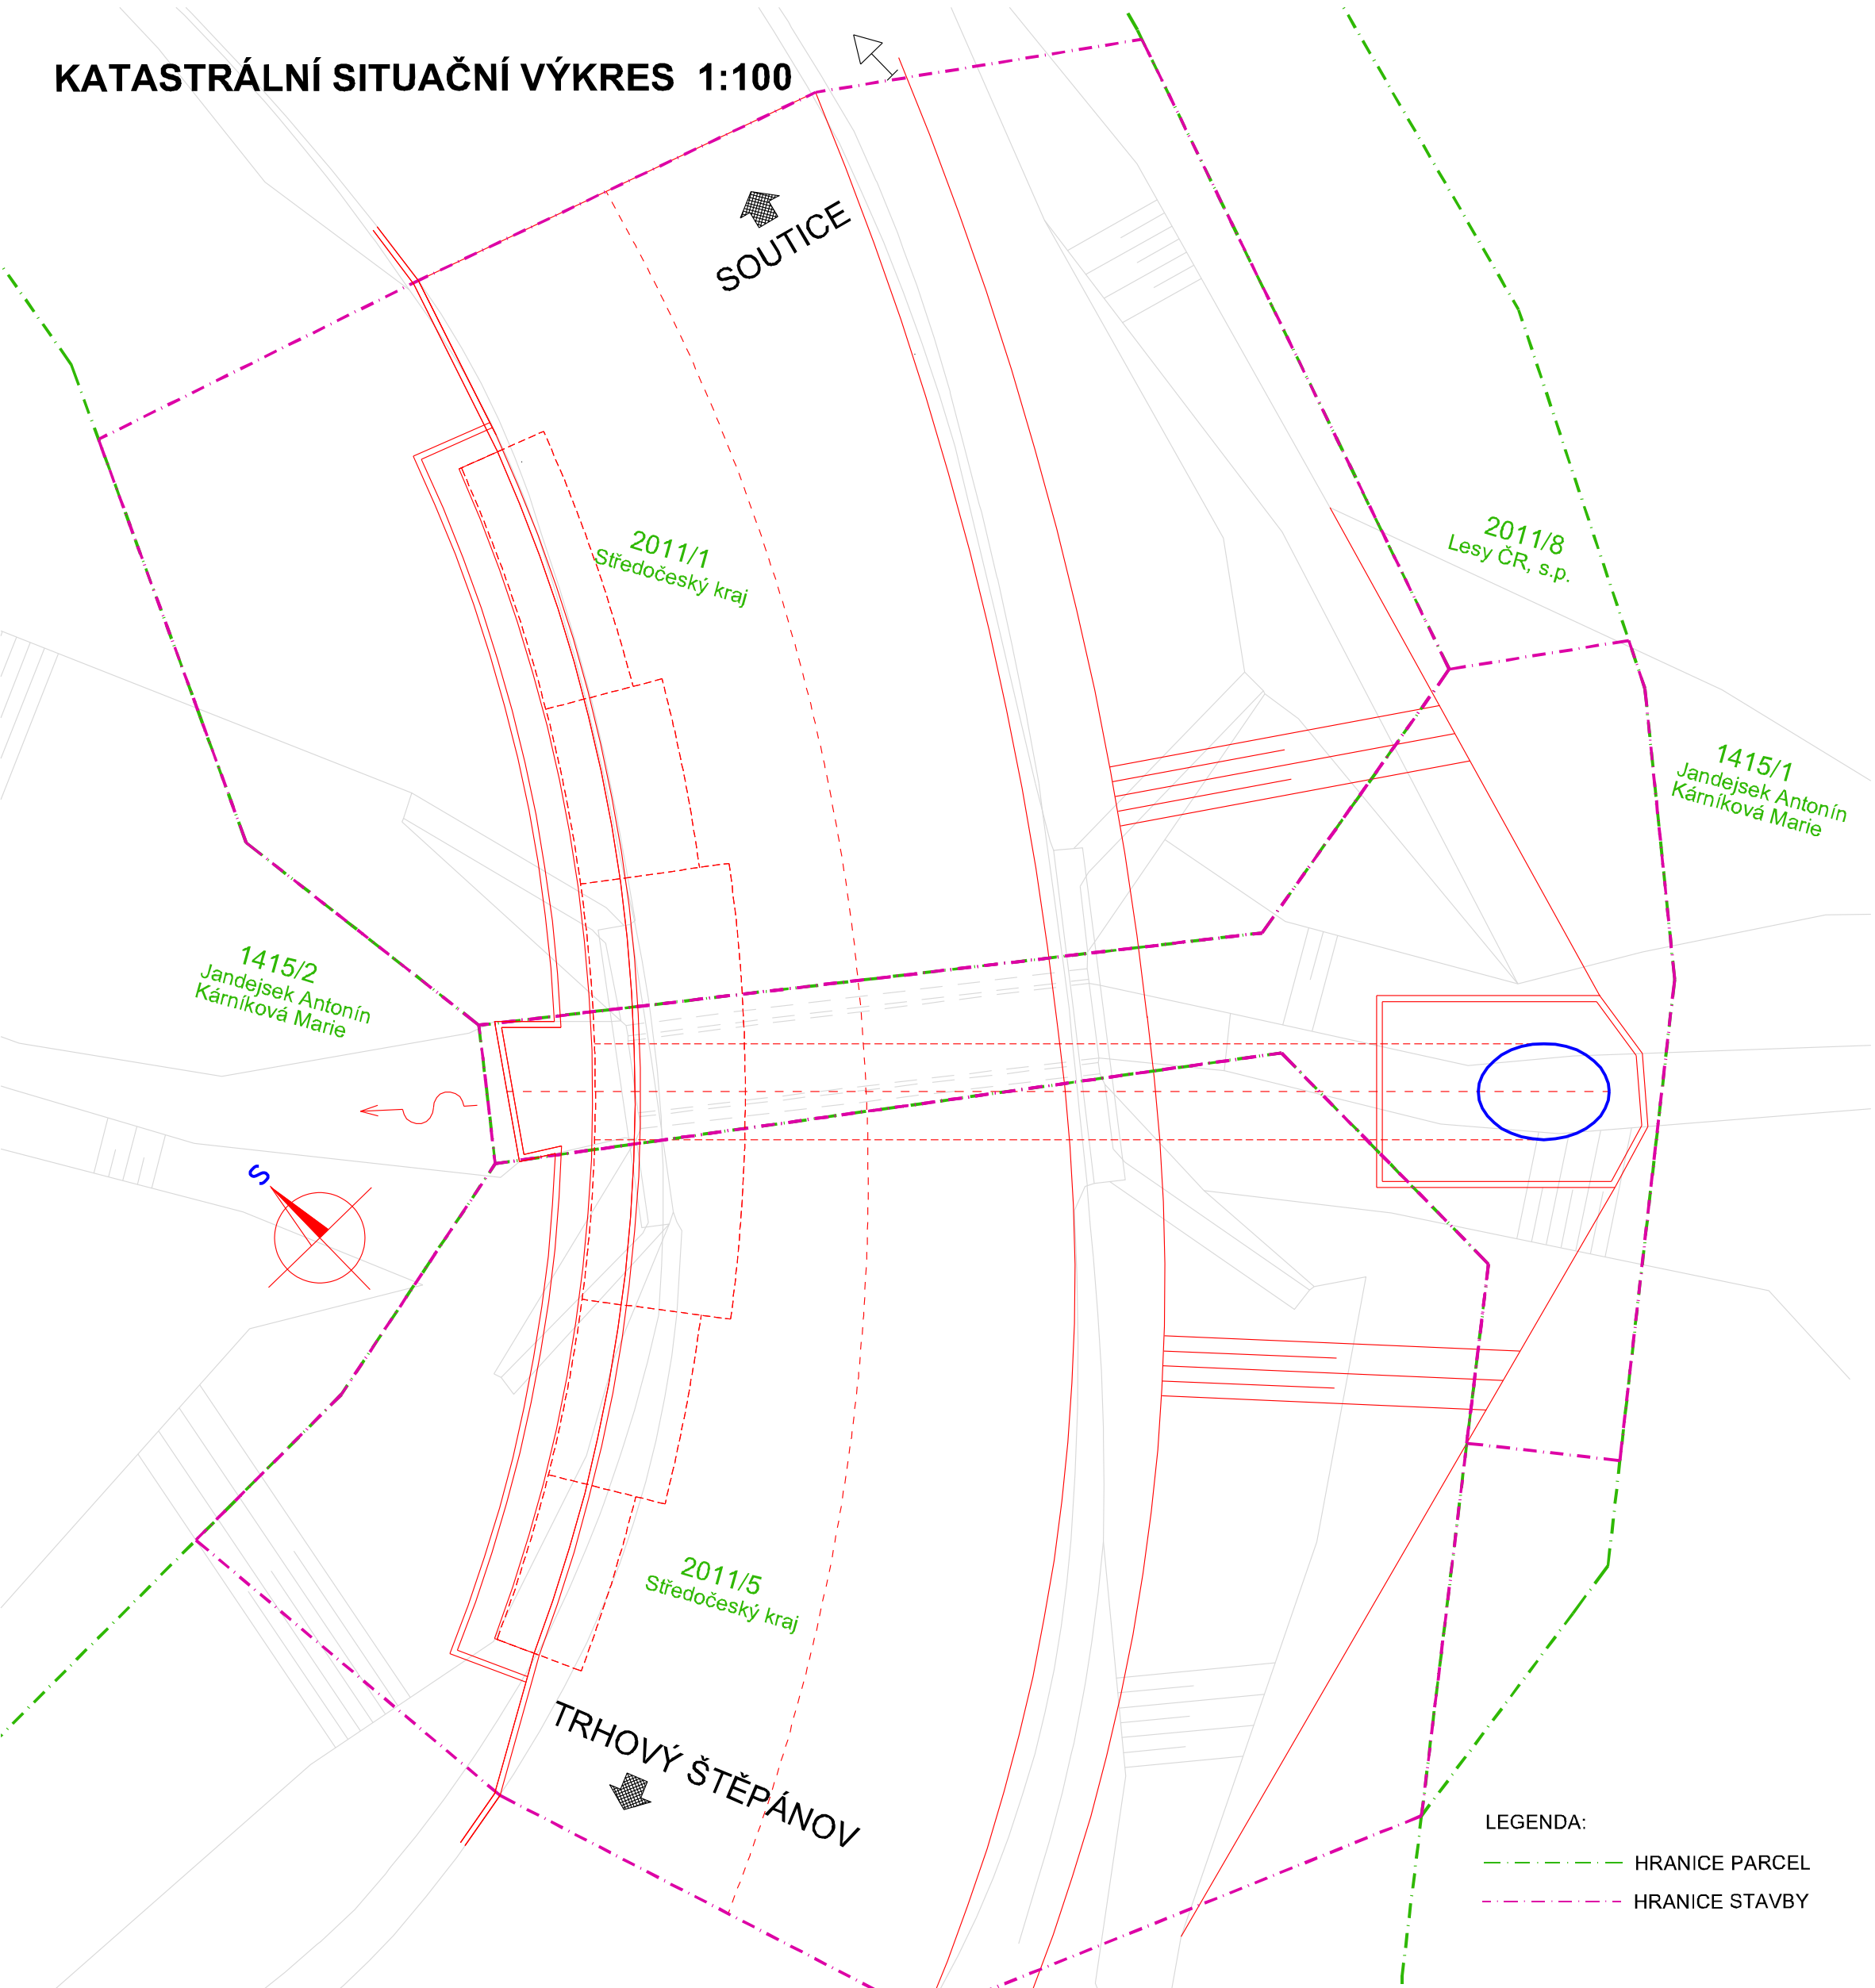 KATASTRÁLNÍ SITUAČNÍ VÝKRES 1:100
SOUTICE
2011/1
Středočeský kraj
2011/8
Lesy ČR, s.p.
1415/1
Jandejsek Antonín
Kárníková Marie
1415/2
Jandejsek Antonín
Kárníková Marie
S
2011/5
Středočeský kraj
TRHOVÝ ŠTĚPÁNOV
LEGENDA:
HRANICE PARCEL
HRANICE STAVBY